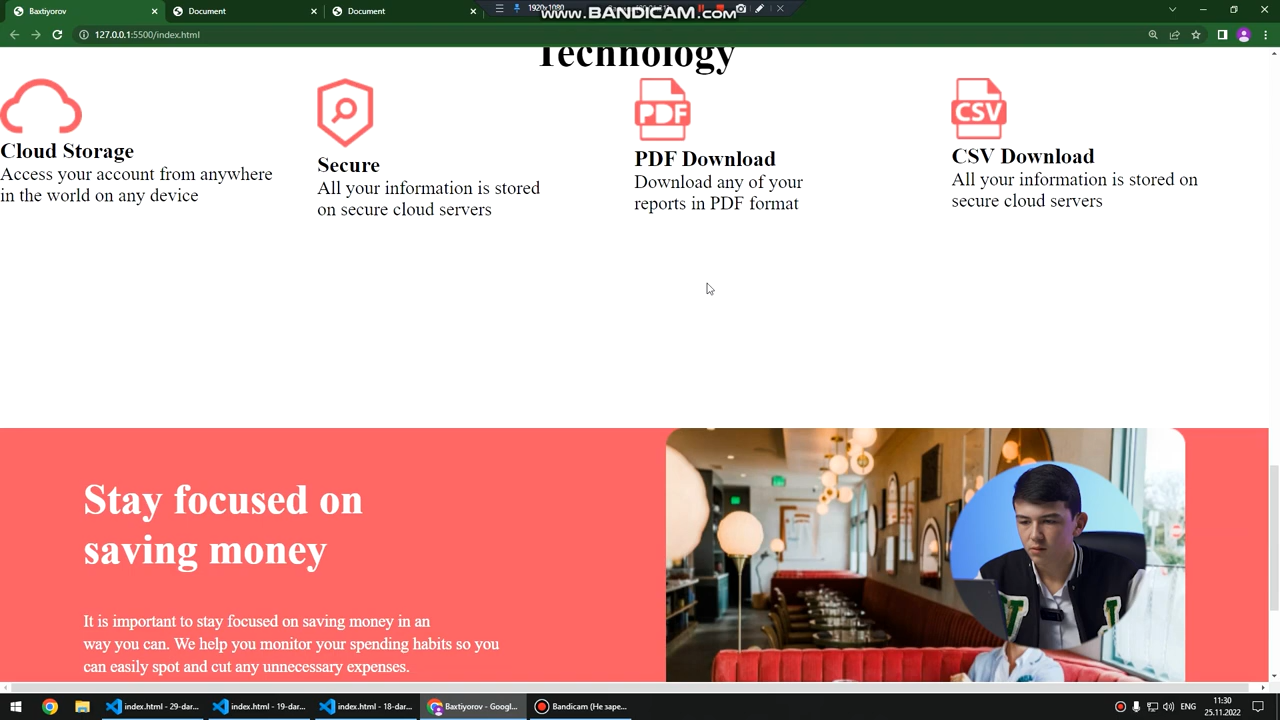 Baxtiyorov
Document
Document
1920x1080
www.BANDICAM.com
127.0.0.1:5500/index.html
Technology
PDF
CSV
Cloud Storage
Access your account from anywhere
in the world on any device
Secure
All your information is stored
on secure cloud servers
PDF Download
Download any of your
reports in PDF format
CSV Download
All your information is stored on
secure cloud servers
Stay focused on
saving money
It is important to stay focused on saving money in an
way you can. We help you monitor your spending habits so you
can easily spot and cut any unnecessary expenses.
index.html - 29-dar...
index.html - 19-dar...
index.html - 18-dar...
Baxtiyorov - Googl...
Bandicam (Не заре...
ENG
11:30
25.11.2022